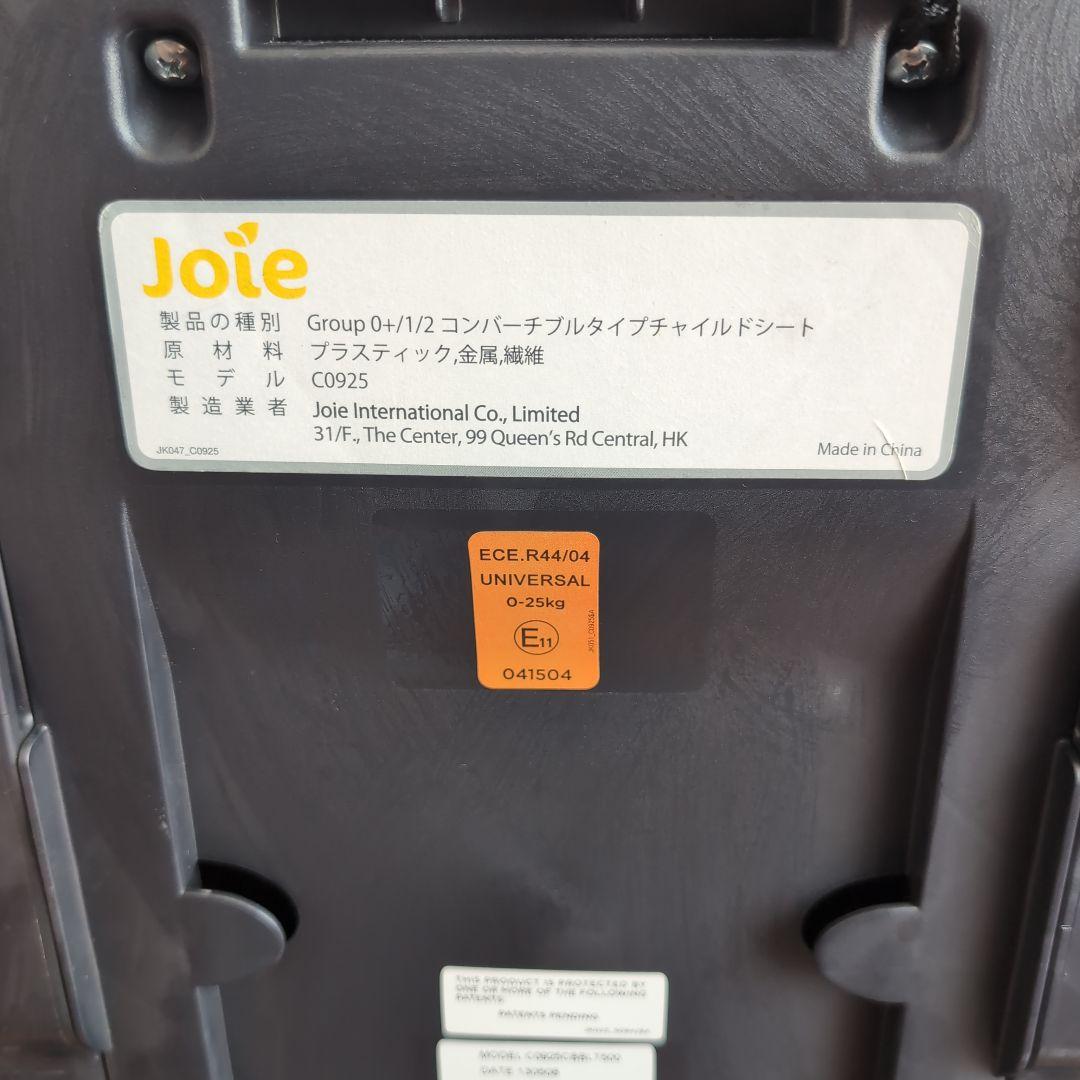 Joie
製品の種別 Group 0+/1/2 コンバーチブルタイプチャイルドシート
原材料 プラスティック,金属,繊維
モデル C0925
製造業者 Joie International Co., Limited
31/F., The Center, 99 Queen's Rd Central, HK
JK047_C0925
Made in China
ECE.R44/04
UNIVERSAL
0-25kg
E11
041504
THIS PRODUCT IS PROTECTED BY
ONE OR MORE OF THE FOLLOWING
PATENTS:
PATENTS PENDING
MODEL
DATE